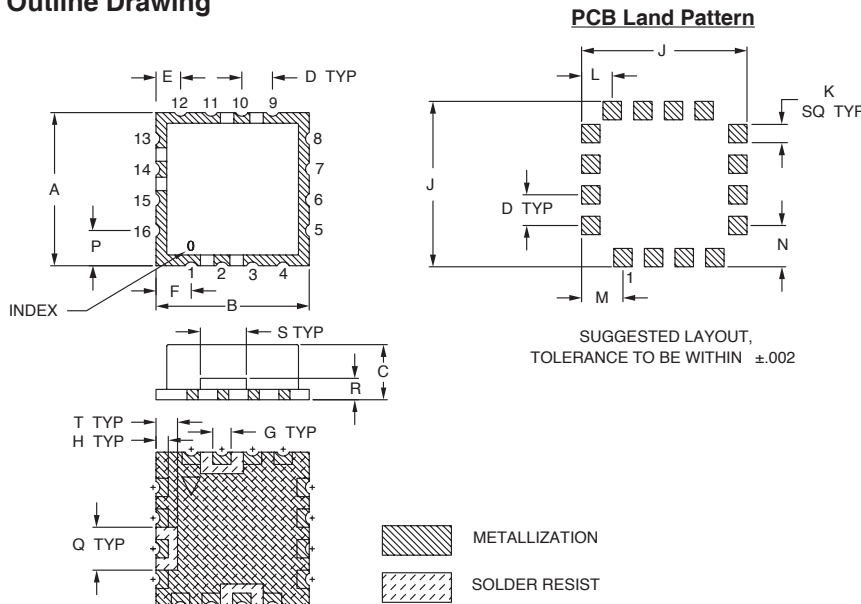 Outline Drawing
PCB Land Pattern
E
D TYP
12 11 10 9
13
14
15
16
8
7
6
5
A
P
0
1 2 3 4
INDEX
F
B
S TYP
C
R
T TYP
H TYP
G TYP
Q TYP
J
L
K
SQ TYP
J
D TYP
N
1
M
SUGGESTED LAYOUT,
TOLERANCE TO BE WITHIN ±.002
METALLIZATION
SOLDER RESIST